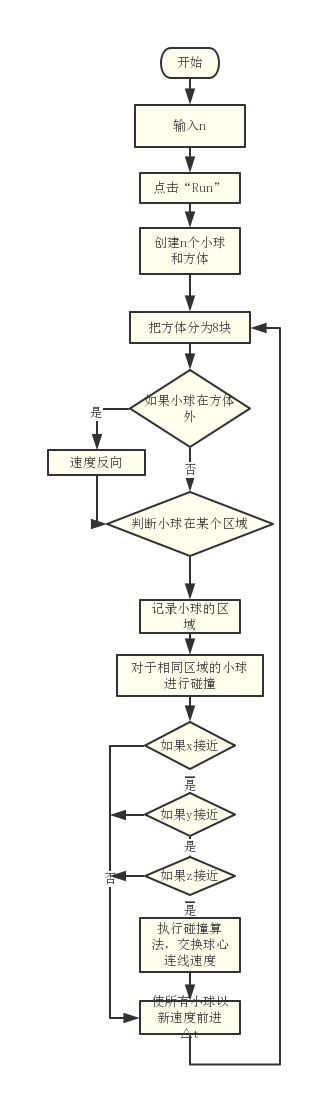 开始
输入n
点击“Run”
创建n个小球
和方体
把方体分为8块
如果小球在方体
外
是
速度反向
否
判断小球在某个区域
记录小球的区
域
对于相同区域的小球
进行碰撞
如果x接近
是
如果y接近
是
如果z接近
否
是
执行碰撞算
法，交换球心
连线速度
使所有小球以
新速度前进
△t